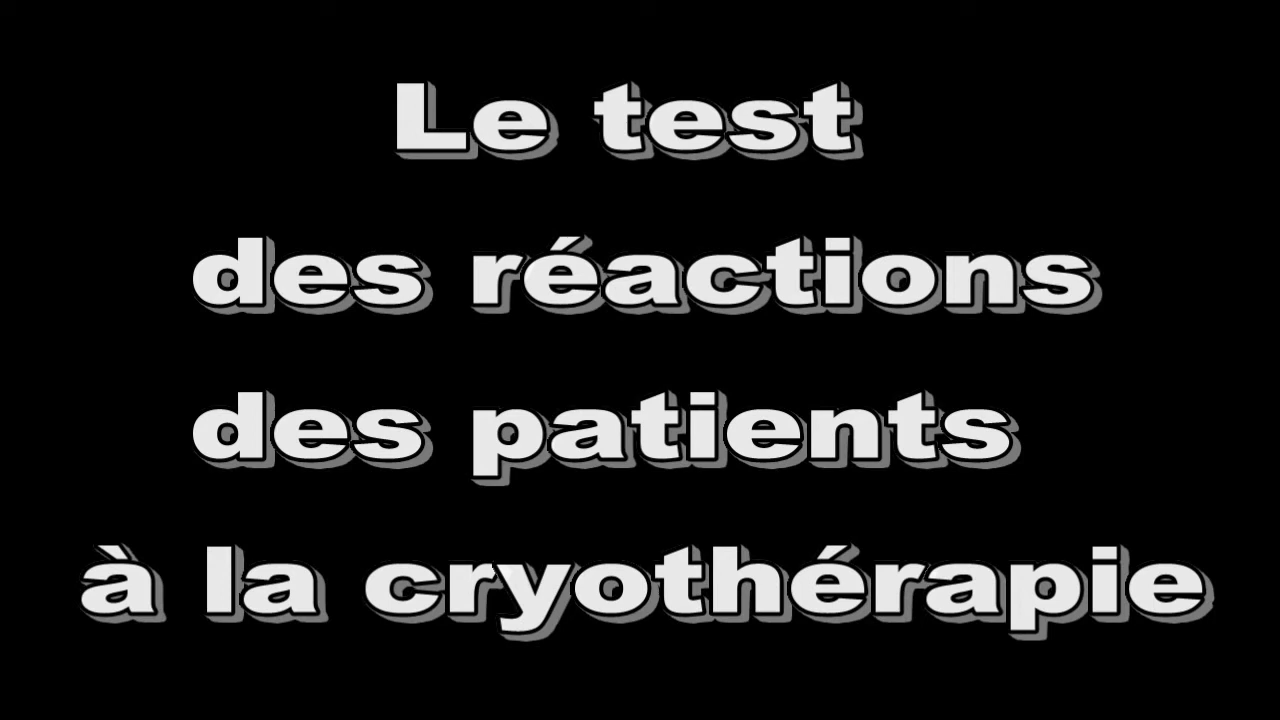 Le test
des réactions
des patients
à la cryothérapie